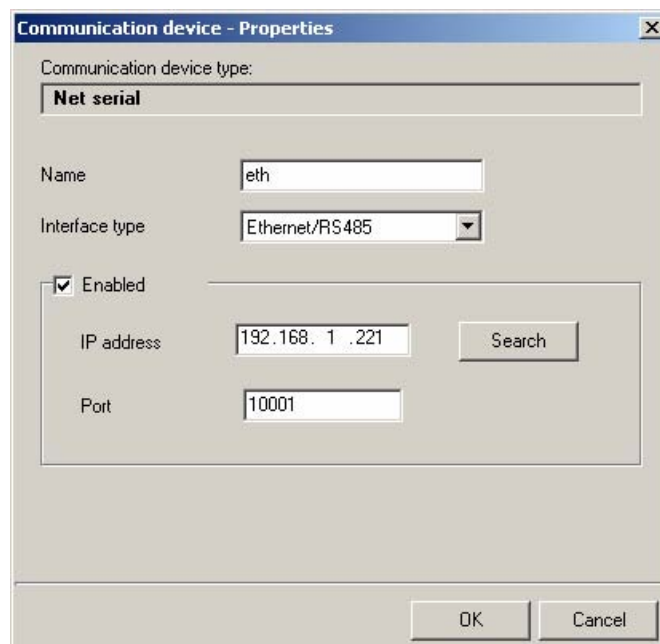 Communication device - Properties
Communication device type:
Net serial
Name eth
Interface type Ethernet/RS485
Enabled
IP address 192.168. 1 .221 Search
Port 10001
OK Cancel